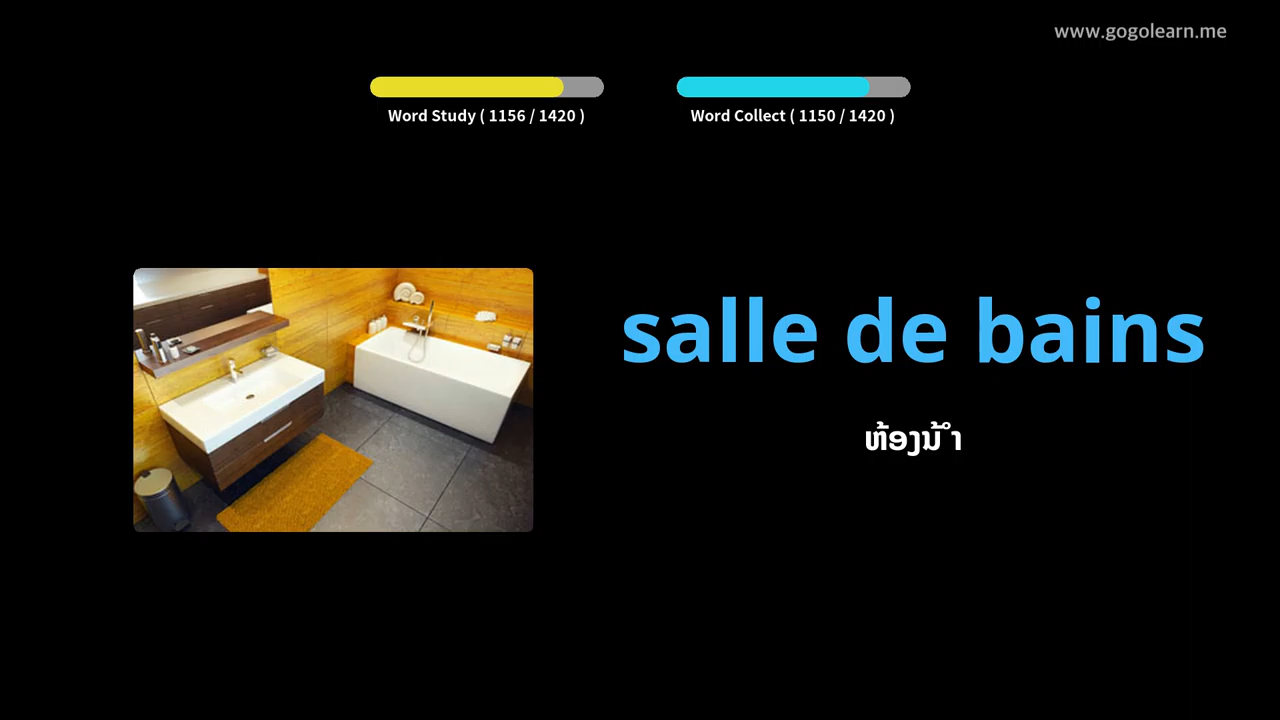 www.gogolearn.me
Word Study ( 1156 / 1420 )
Word Collect ( 1150 / 1420 )
salle de bains
ຫ້ອງນ້ຳ